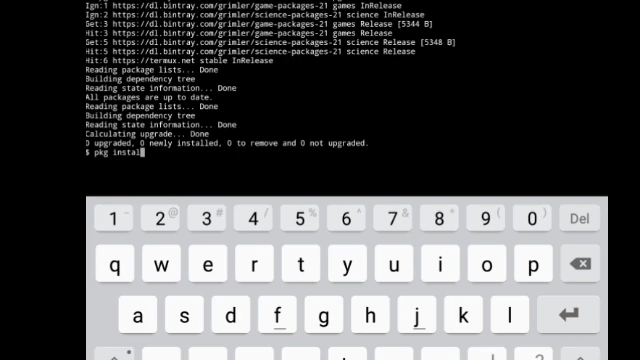 Ign:1 https://dl.bintray.com/grimler/game-packages-21 games InRelease
Ign:2 https://dl.bintray.com/grimler/science-packages-21 science InRelease
Get:3 https://dl.bintray.com/grimler/game-packages-21 games Release [5344 B]
Hit:3 https://dl.bintray.com/grimler/game-packages-21 games Release
Get:5 https://dl.bintray.com/grimler/science-packages-21 science Release [5348 B]
Hit:5 https://dl.bintray.com/grimler/science-packages-21 science Release
Hit:6 https://termux.net stable InRelease
Reading package lists... Done
Building dependency tree
Reading state information... Done
All packages are up to date.
Reading package lists... Done
Building dependency tree
Reading state information... Done
Calculating upgrade... Done
0 upgraded, 0 newly installed, 0 to remove and 0 not upgraded.
$ pkg instal
1 2 @ 3 # 4 / 5 % 6 ^ 7 & 8 * 9 ( 0 ) Del
q w e r t y u i o p
a s d f g h j k l